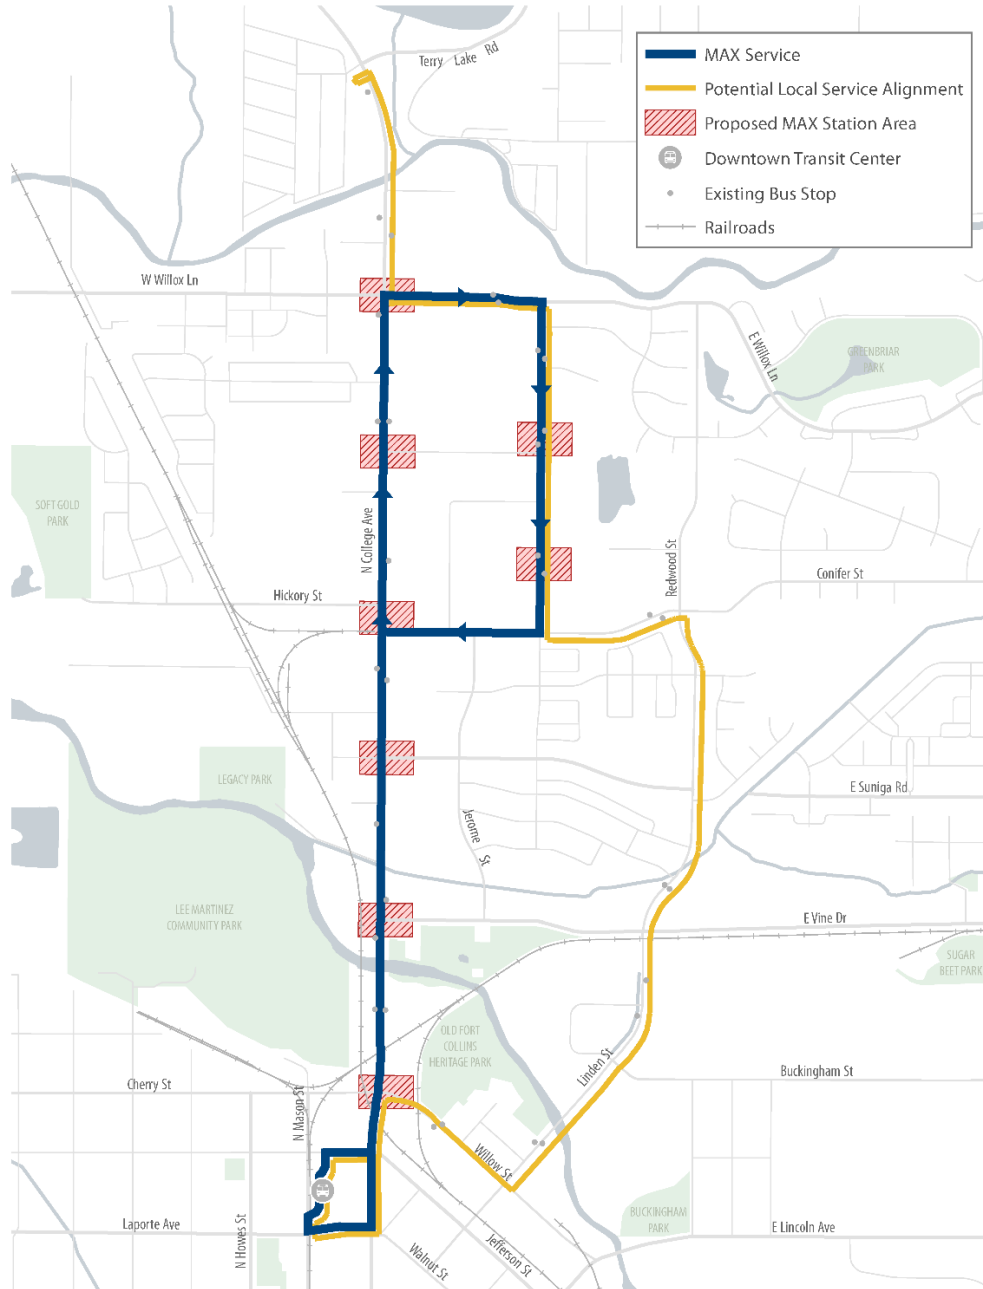 Terry Lake Rd
MAX Service
Potential Local Service Alignment
Proposed MAX Station Area
Downtown Transit Center
Existing Bus Stop
Railroads
W Willox Ln
E Willox Ln
GREENBRIAR
PARK
SOFT GOLD
PARK
N College Ave
Redwood St
Conifer St
Hickory St
LEGACY PARK
E Suniga Rd
Jerome St
LEE MARTINEZ
COMMUNITY PARK
E Vine Dr
SUGAR
BEET PARK
OLD FORT
COLLINS
HERITAGE PARK
Linden St
Buckingham St
Cherry St
N Mason St
Willow St
BUCKINGHAM
PARK
Laporte Ave
N Howes St
E Lincoln Ave
Walnut St
Jefferson St